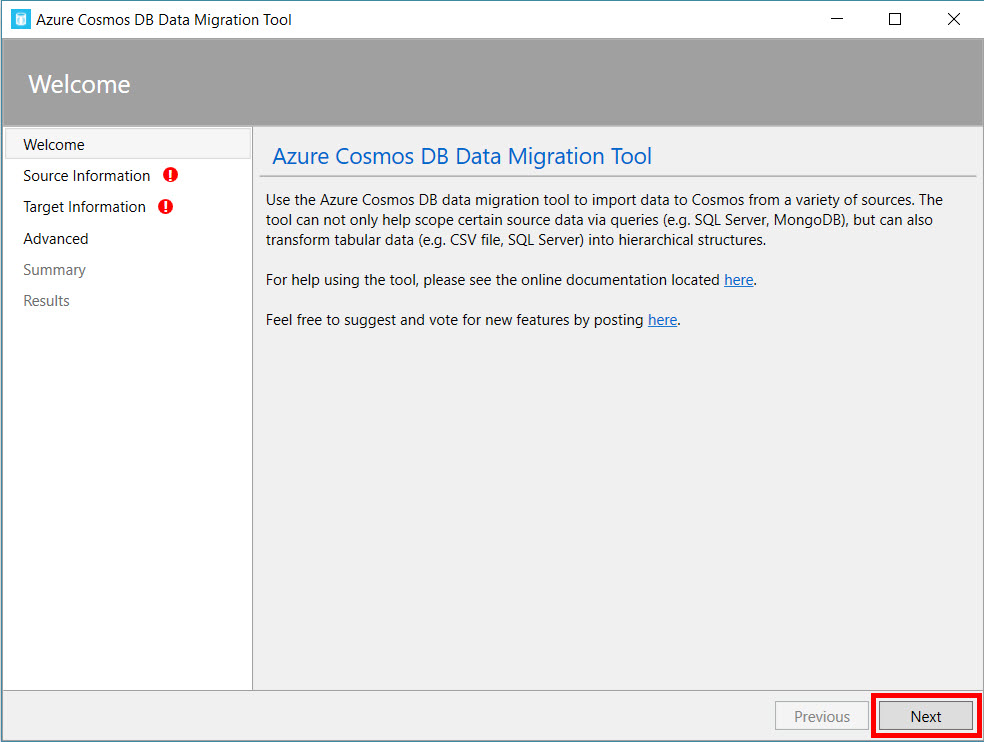 Azure Cosmos DB Data Migration Tool
Welcome
Welcome
Source Information
Target Information
Advanced
Summary
Results
Azure Cosmos DB Data Migration Tool
Use the Azure Cosmos DB data migration tool to import data to Cosmos from a variety of sources. The
tool can not only help scope certain source data via queries (e.g. SQL Server, MongoDB), but can also
transform tabular data (e.g. CSV file, SQL Server) into hierarchical structures.
For help using the tool, please see the online documentation located here.
Feel free to suggest and vote for new features by posting here.
Previous
Next